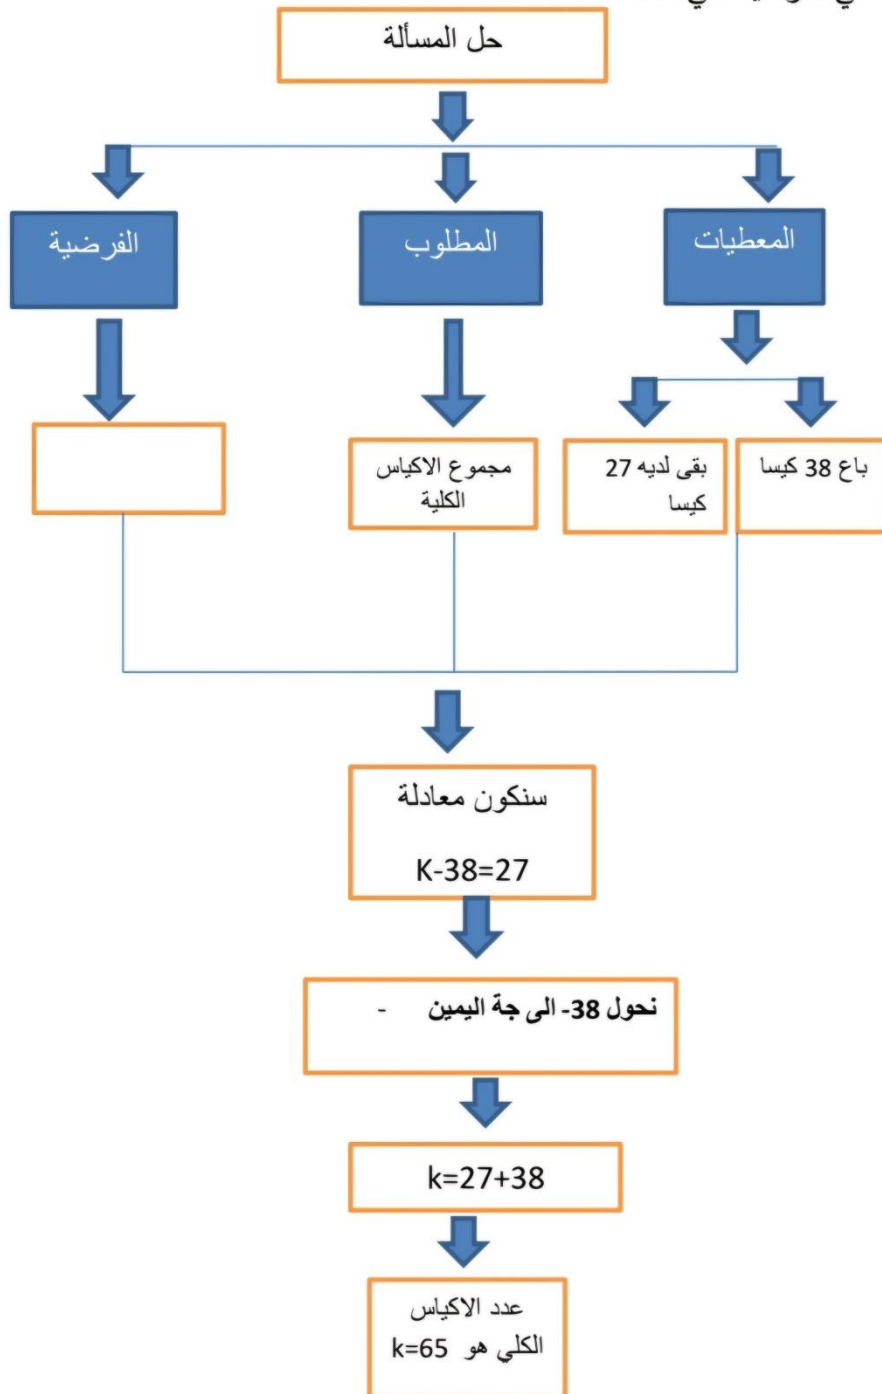 حل المسألة
المعطيات
المطلوب
الفرضية
باع 38 كيسا
بقى لديه 27
كيسا
مجموع الاكياس
الكلية
سنكون معادلة
K-38=27
نحول 38- الى جة اليمين -
k=27+38
عدد الاكياس
الكلي هو k=65